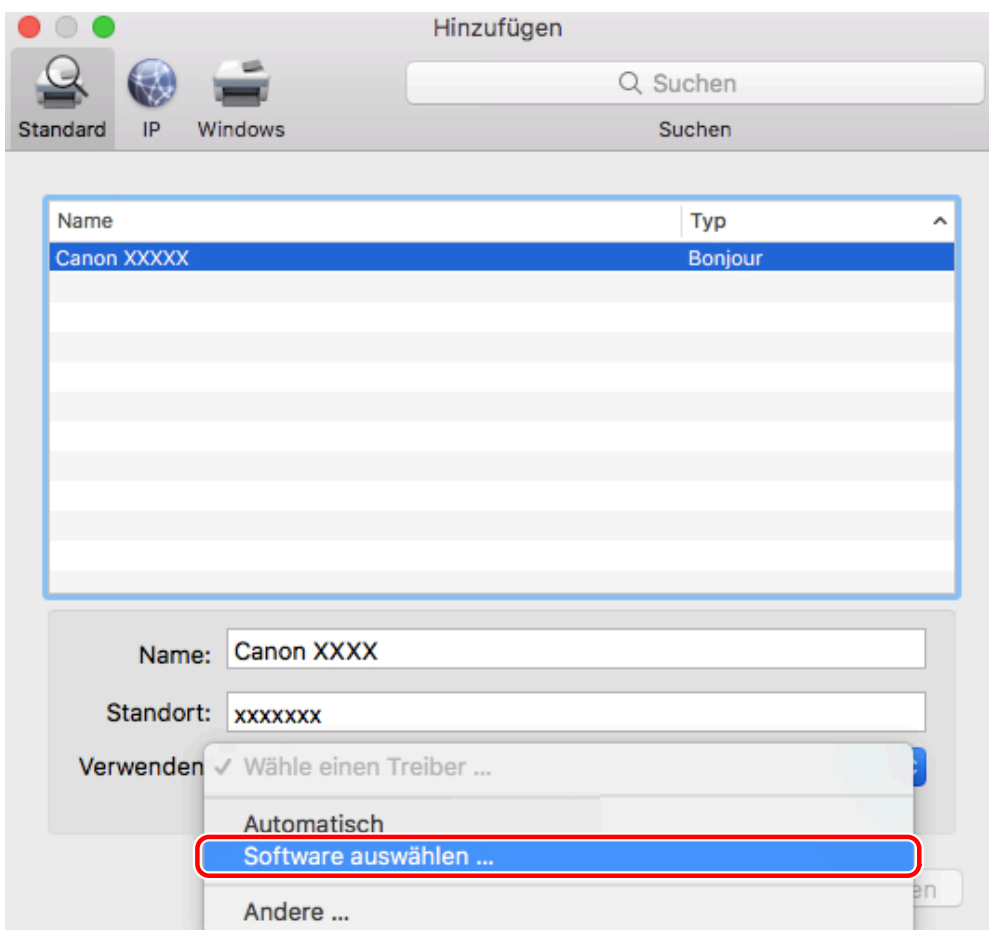 Hinzufügen
Suchen
Standard IP Windows Suchen
Name Typ
Canon XXXXX Bonjour
Name: Canon XXXX
Standort: xxxxxxx
Verwenden ✓ Wähle einen Treiber ...
Automatisch
Software auswählen ...
en
Andere ...